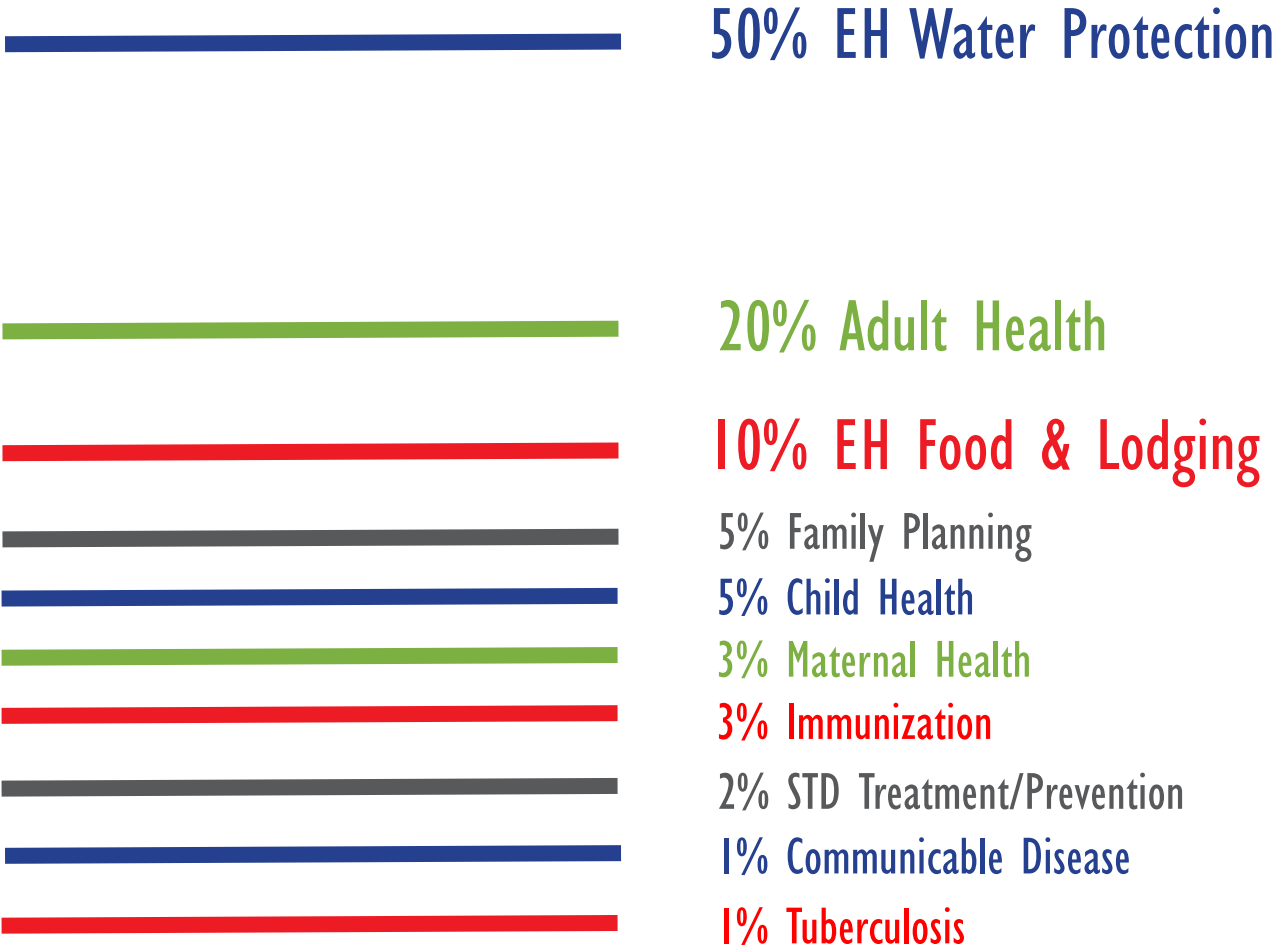 50% EH Water Protection
20% Adult Health
10% EH Food & Lodging
5% Family Planning
5% Child Health
3% Maternal Health
3% Immunization
2% STD Treatment/Prevention
1% Communicable Disease
1% Tuberculosis